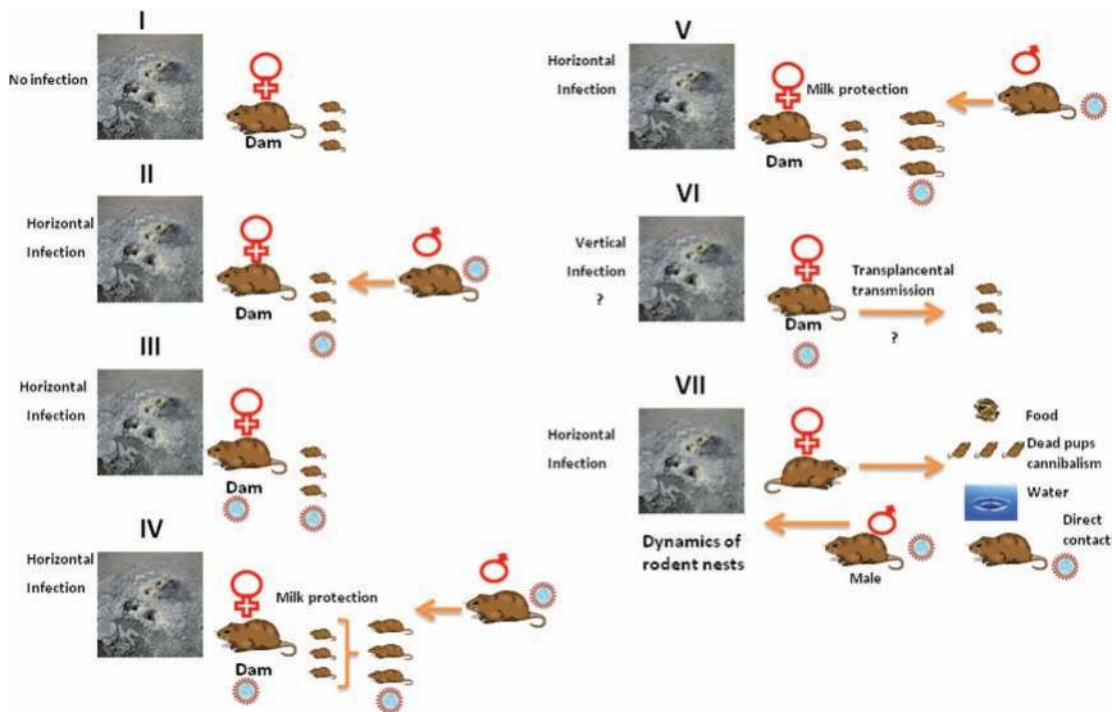 I
No infection
Dam
II
Horizontal
Infection
Dam
III
Horizontal
Infection
Dam
IV
Horizontal
Infection
Milk protection
Dam
V
Horizontal
Infection
Milk protection
Dam
VI
Vertical
Infection
?
Transplancental
transmission
?
Dam
VII
Horizontal
Infection
Food
Dead pups
cannibalism
Water
Direct
contact
Dynamics of
rodent nests
Male